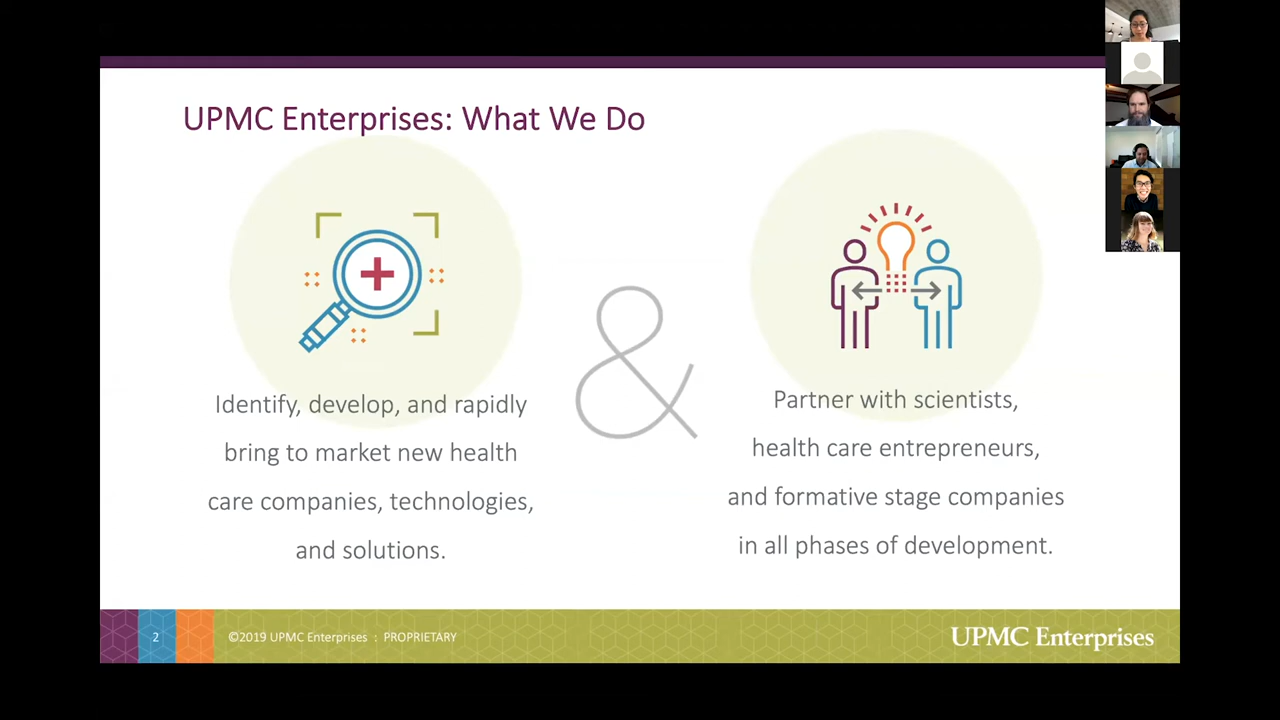 UPMC Enterprises: What We Do
&
Identify, develop, and rapidly
bring to market new health
care companies, technologies,
and solutions.
Partner with scientists,
health care entrepreneurs,
and formative stage companies
in all phases of development.
2
©2019 UPMC Enterprises : PROPRIETARY
UPMC Enterprises